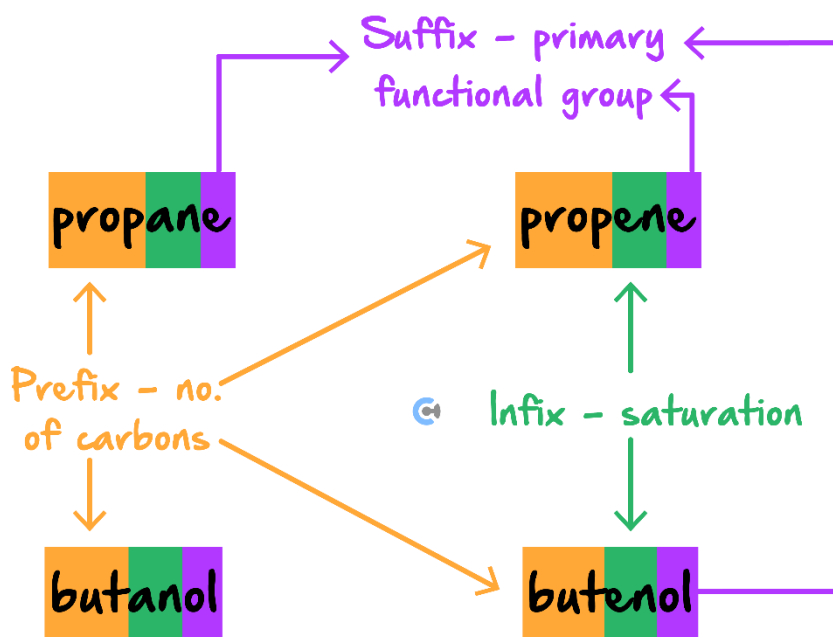 Suffix – primary
functional group
propane
propene
Prefix – no.
of carbons
Infix – saturation
butanol
butenol